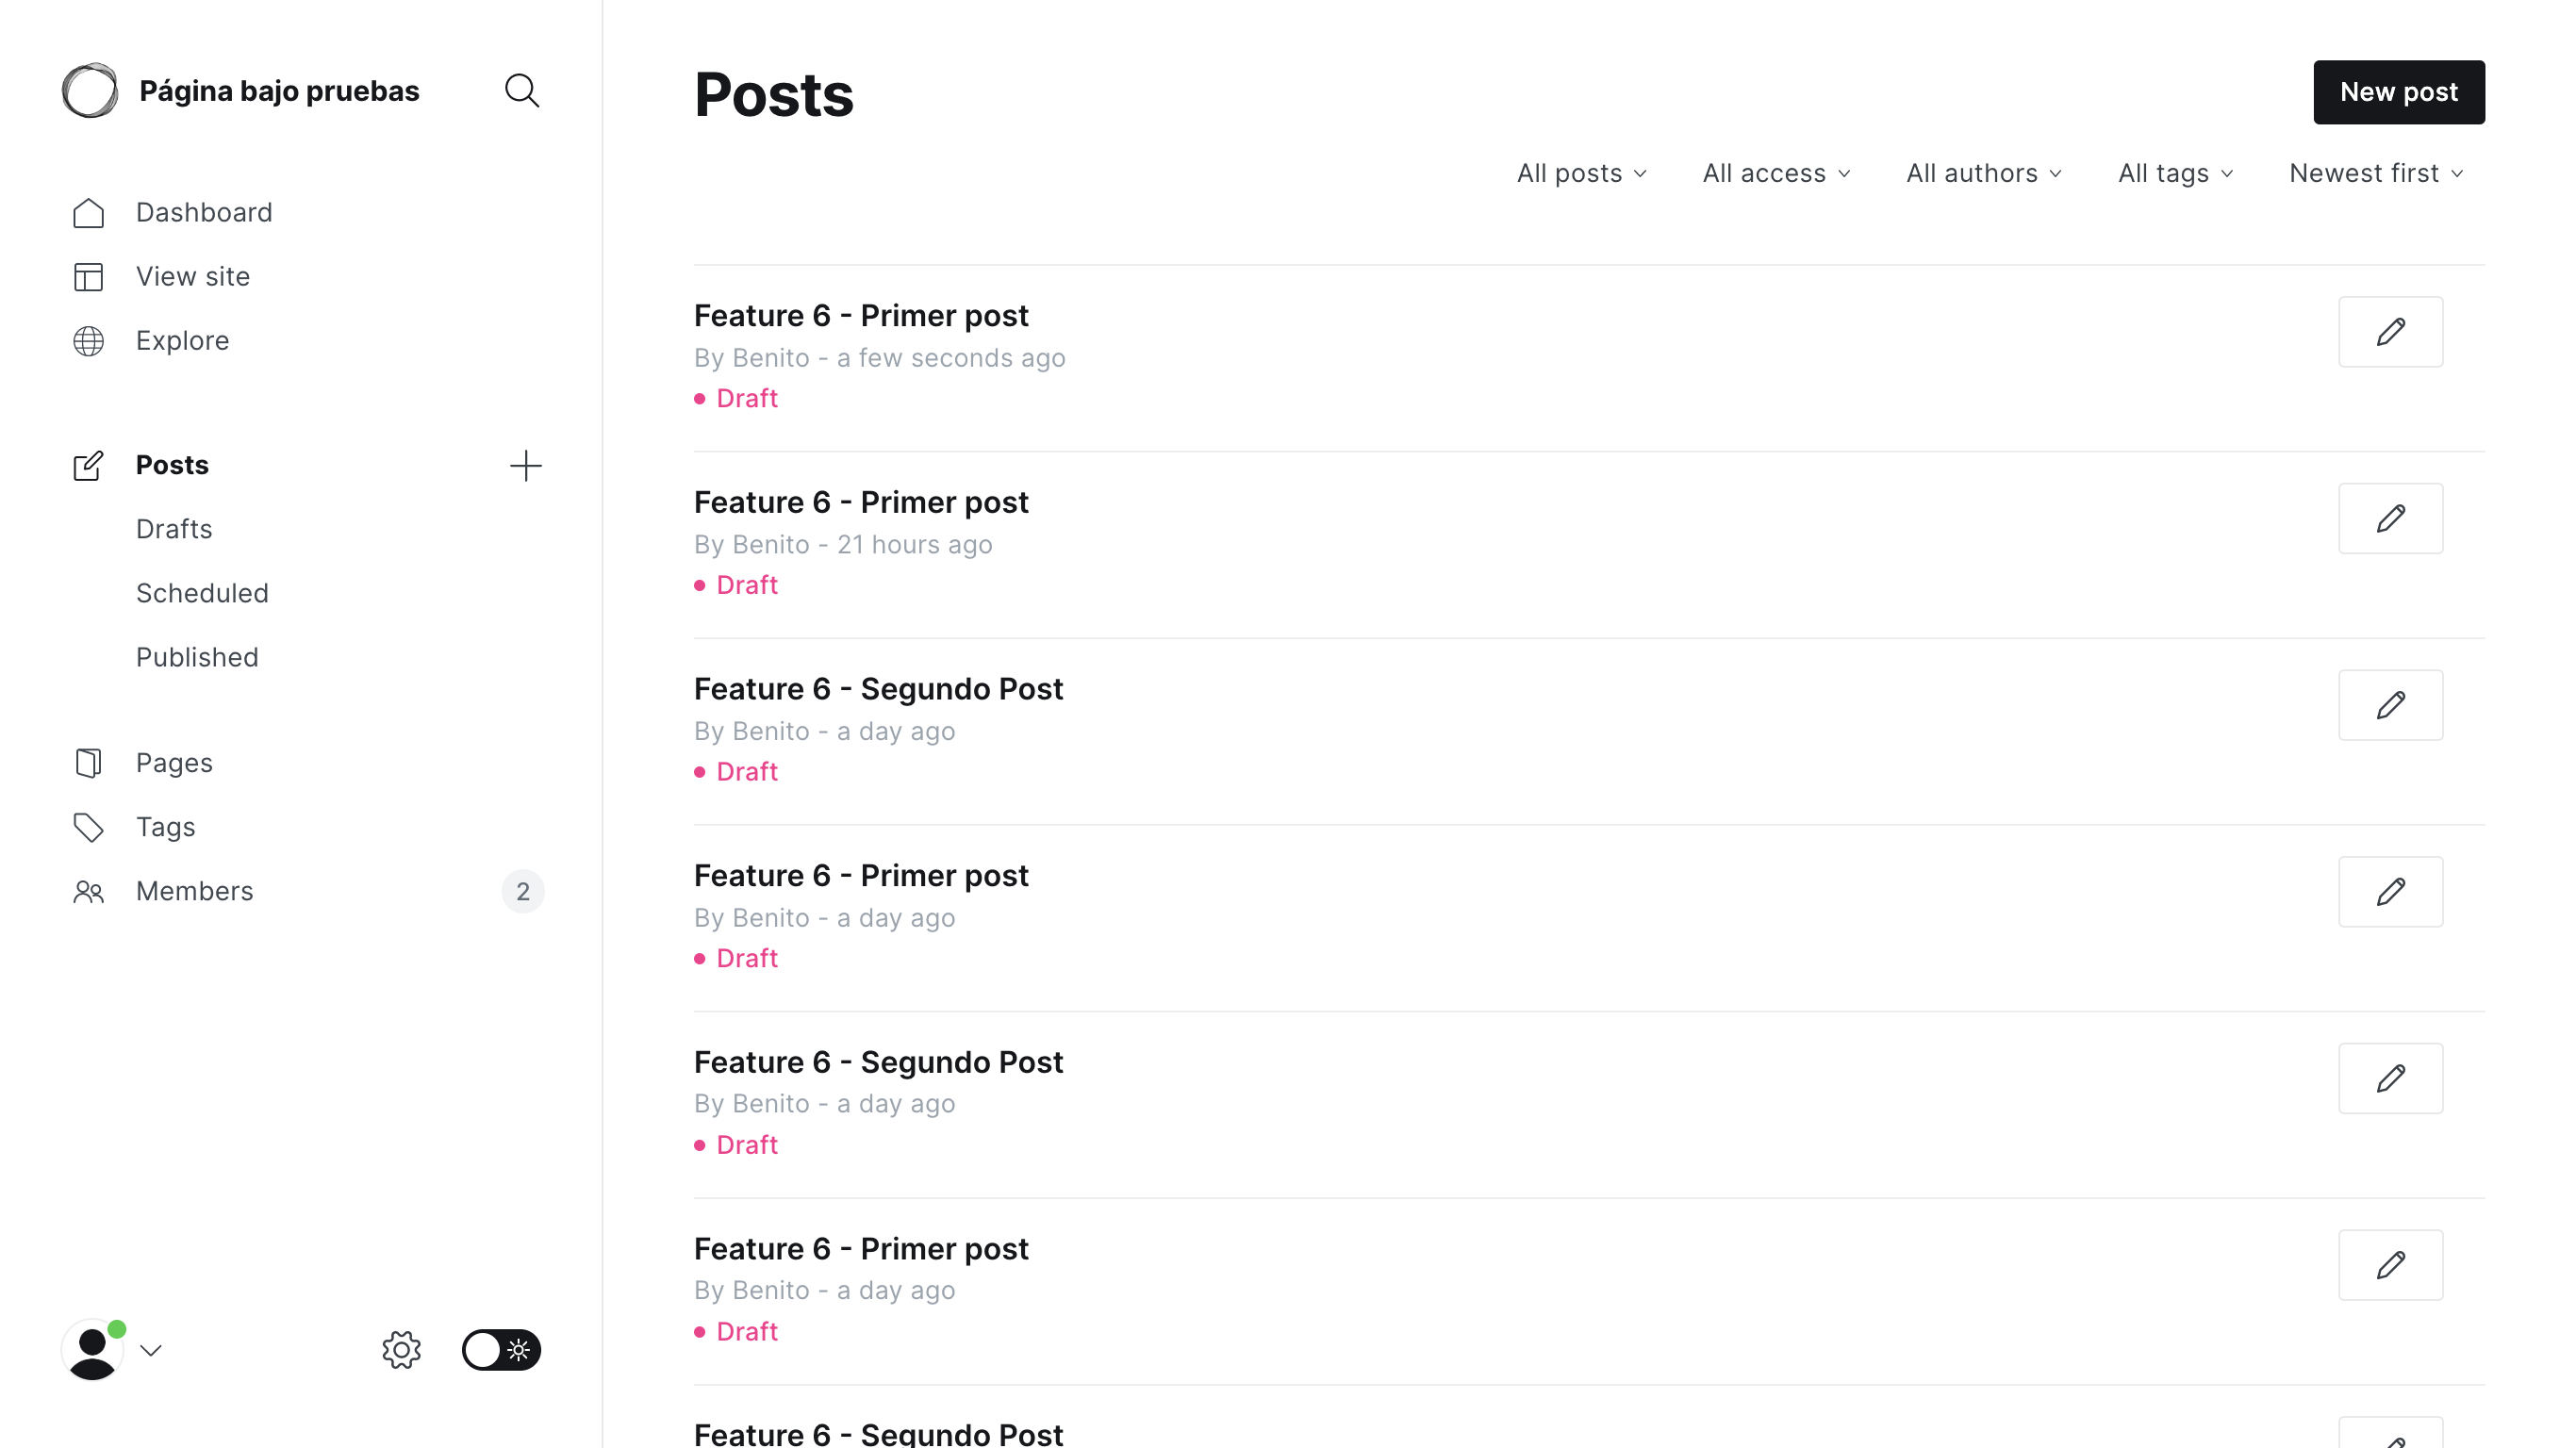 Página bajo pruebas
Dashboard
View site
Explore
Posts
Drafts
Scheduled
Published
Pages
Tags
Members 2
Posts
New post
All posts All access All authors All tags Newest first
Feature 6 - Primer post
By Benito - a few seconds ago
Draft
Feature 6 - Primer post
By Benito - 21 hours ago
Draft
Feature 6 - Segundo Post
By Benito - a day ago
Draft
Feature 6 - Primer post
By Benito - a day ago
Draft
Feature 6 - Segundo Post
By Benito - a day ago
Draft
Feature 6 - Primer post
By Benito - a day ago
Draft
Feature 6 - Segundo Post